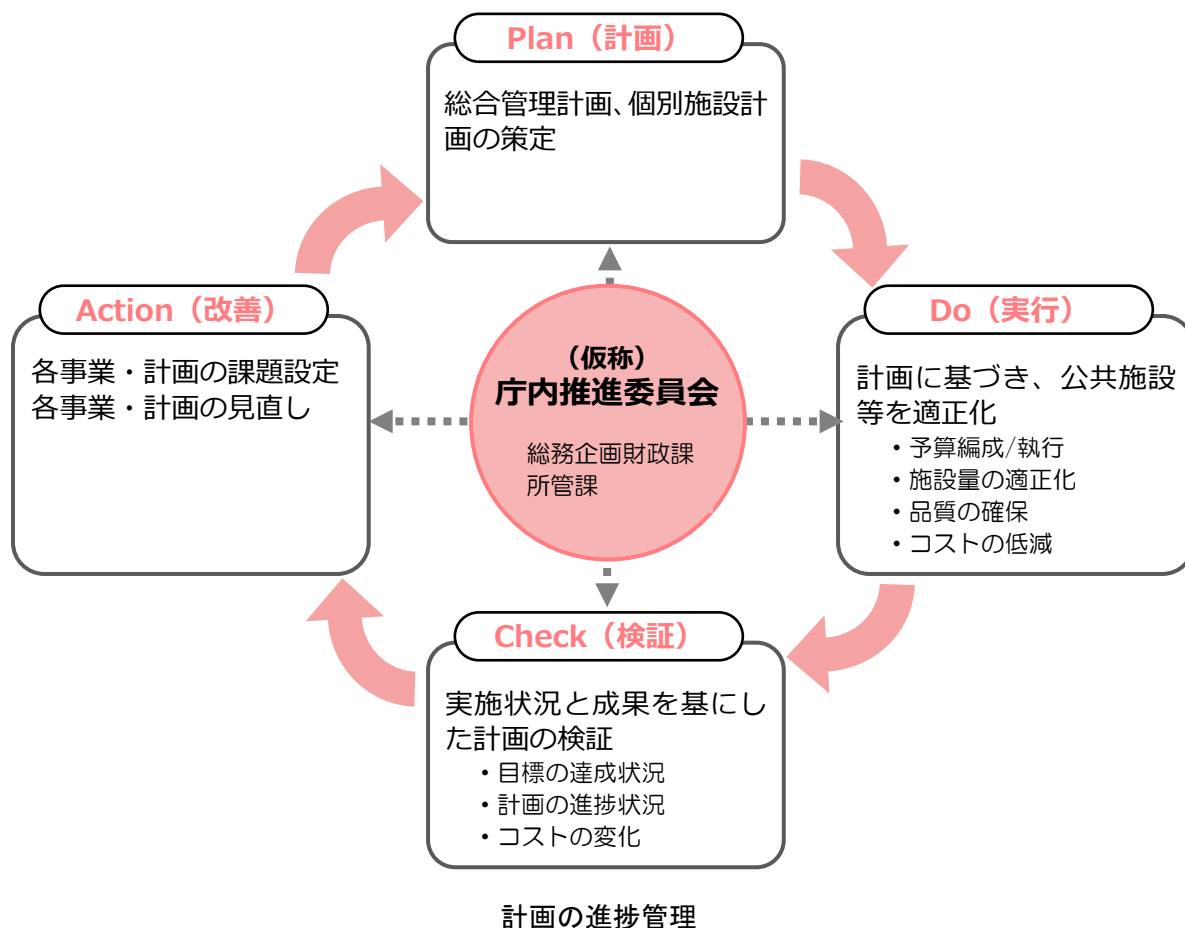 Plan（計画）
総合管理計画、個別施設計
画の策定
Action（改善）
各事業・計画の課題設定
各事業・計画の見直し
（仮称）
庁内推進委員会
総務企画財政課
所管課
Do（実行）
計画に基づき、公共施設
等を適正化
・予算編成/執行
・施設量の適正化
・品質の確保
・コストの低減
Check（検証）
実施状況と成果を基にし
た計画の検証
・目標の達成状況
・計画の進捗状況
・コストの変化
計画の進捗管理